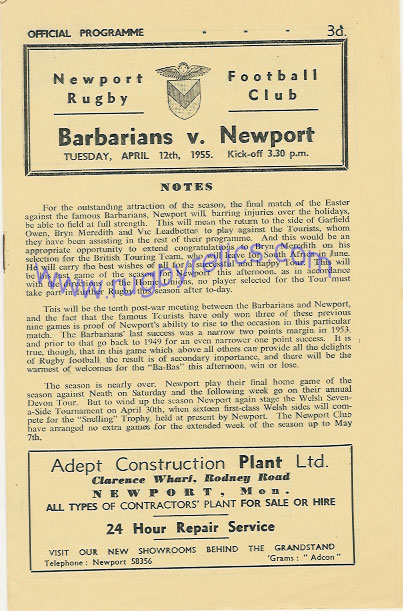 OFFICIAL PROGRAMME - - - 3d.
Newport Football
Rugby Club
Barbarians v. Newport
TUESDAY, APRIL 12th, 1955. Kick-off 3.30 p.m.
NOTES
For the outstanding attraction of the season, the final match of the Easter
against the famous Barbarians, Newport will, barring injuries over the holidays,
be able to field at full strength. This will mean the return to the side of Garfield
Owen, Bryn Meredith and Vic Leadbetter to play against the Tourists, whom
they have been assisting in the rest of their programme. And this would be an
appropriate opportunity to extend congratulations to Bryn Meredith on his
selection for the British Touring Team, who will leave for South Africa in
He will carry the best wishes of all for a successful and happy tour. This will
be his last game of the season for Newport this afternoon, as in accordance
with the Home Unions, no player selected for the Tour must
take part in any Rugby this season after to-day.
This will be the tenth post-war meeting between the Barbarians and Newport,
and the fact that the famous Tourists have only won three of these previous
nine games is proof of Newport's ability to rise to the occasion in this particular
match. The Barbarians last success was a narrow two points margin in 1953,
and prior to that go back to 1949 for an even narrower one point success. It is
true, though, that in this game which above all others can provide all the delights
of Rugby football, the result is of secondary importance, and there will be the
warmest of welcomes for the "Ba-Bas" this afternoon, win or lose.
The season is nearly over. Newport play their final home game of the
season against Neath on Saturday and the following week go on their annual
Devon Tour. But to wind up the season Newport again stage the Welsh Seven-
a-Side Tournament on April 30th, when sixteen first-class Welsh sides will com-
pete for the "Snelling" Trophy, held at present by Newport. The Newport Club
have arranged no extra games for the extended week of the season up to May
7th.
www.rugbyrelics.com
Adept Construction Plant Ltd.
Clarence Wharf, Rodney Road
NEWPORT, Mon.
ALL TYPES OF CONTRACTORS' PLANT FOR SALE OR HIRE
24 Hour Repair Service
VISIT OUR NEW SHOWROOMS BEHIND THE GRANDSTAND
Telephone : Newport 58356 'Grams : " Adcon "